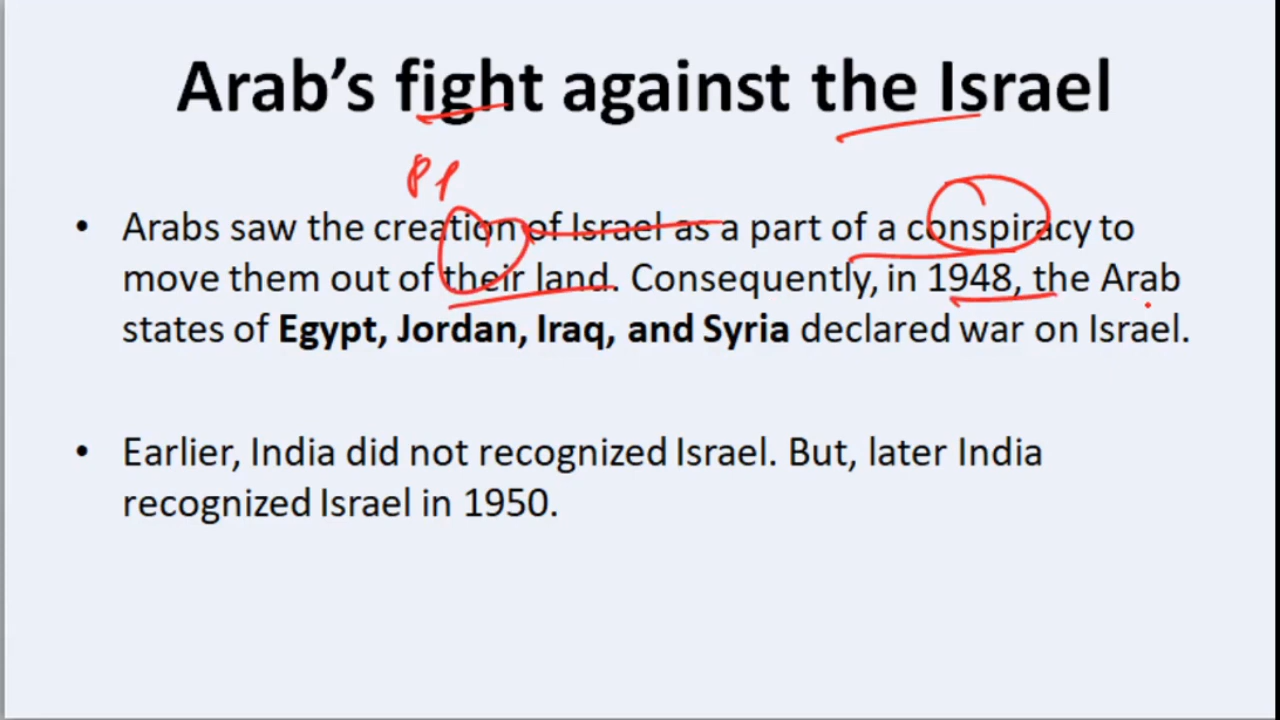 Arab's fight against the Israel
• Arabs saw the creation of Israel as a part of a conspiracy to
move them out of their land. Consequently, in 1948, the Arab
states of Egypt, Jordan, Iraq, and Syria declared war on Israel.
• Earlier, India did not recognized Israel. But, later India
recognized Israel in 1950.